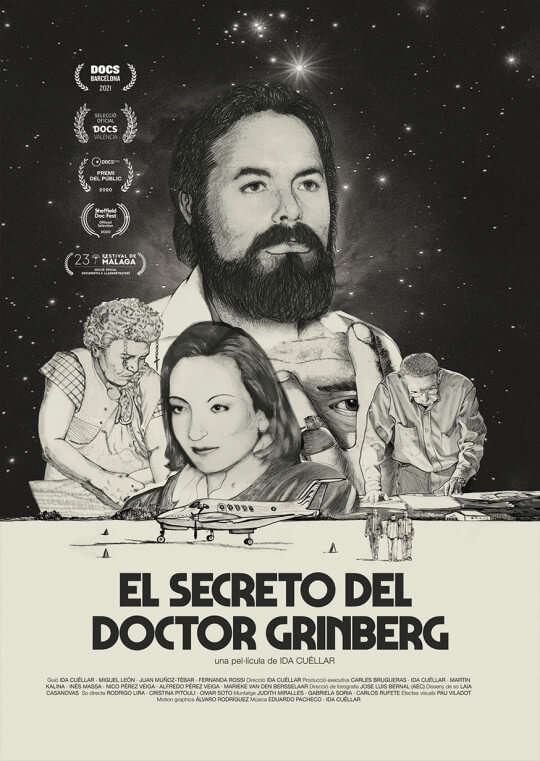 DOCS
BARCELONA
2021
SELECCIÓ
OFICIAL
DOCS
VALÈNCIA
DOCS
PREMI
DEL PÚBLIC
2020
Sheffield
Doc Fest
Official
Selection
2020
23 FESTIVAL DE
MÁLAGA
SECCIÓ OFICIAL
DOCUMENTALS LLARGMETRATGES
EL SECRETO DEL
DOCTOR GRINBERG
una pel·lícula de IDA CUÉLLAR
Guió IDA CUÉLLAR · MIGUEL LEÓN · JUAN MUÑOZ-TÉBAR · FERNANDA ROSSI Direcció IDA CUÉLLAR Producció executiva CARLES BRUGUERAS · IDA CUÉLLAR · MARTIN
KALINA · INÉS MASSA · NICO PÉREZ VEIGA · ALFREDO PÉREZ VEIGA · MARIEKE VAN DEN BERSSELAAR Direcció de fotografia JOSE LUIS BERNAL (AEC) Disseny de so LAIA
CASANOVAS So directe RODRIGO LIRA · CRISTINA PITOULI · OMAR SOTO Muntatge JUDITH MIRALLES · GABRIELA SORIA · CARLOS RUFETE Efectes visuals PAU VILADOT
Motion graphics ÁLVARO RODRÍGUEZ Música EDUARDO PACHECO · IDA CUÉLLAR